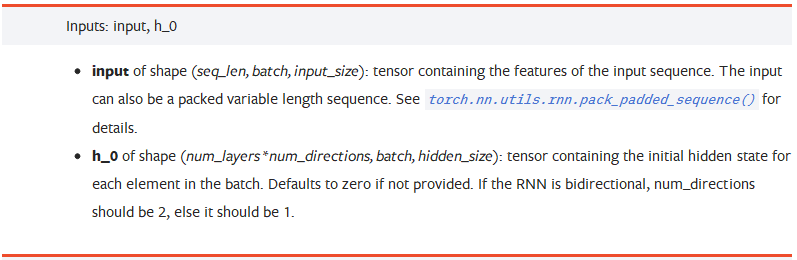 Inputs: input, h_0
• input of shape (seq_len, batch, input_size): tensor containing the features of the input sequence. The input
can also be a packed variable length sequence. See torch.nn.utils.rnn.pack_padded_sequence() for
details.
• h_0 of shape (num_layers*num_directions, batch, hidden_size): tensor containing the initial hidden state for
each element in the batch. Defaults to zero if not provided. If the RNN is bidirectional, num_directions
should be 2, else it should be 1.